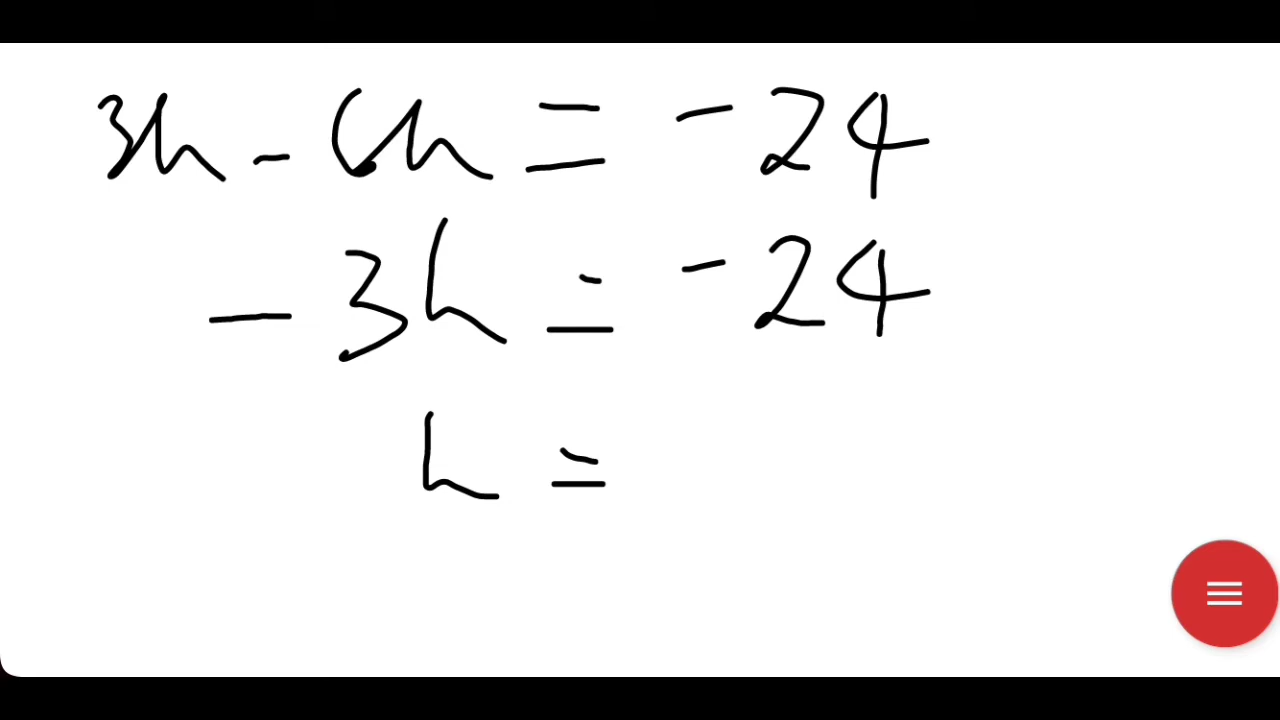 3h - 6h = -24
-3h = -24
h =